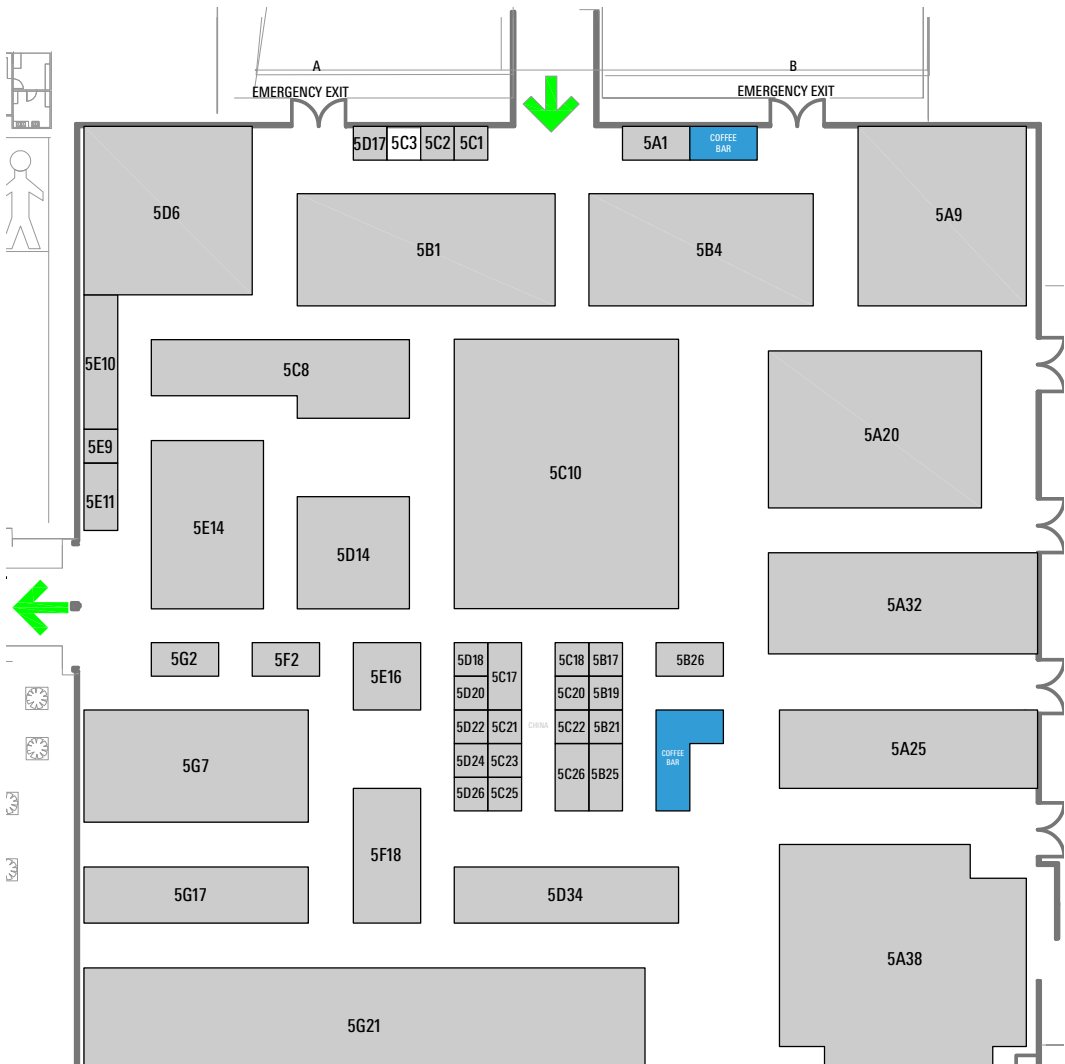 A
B
EMERGENCY EXIT
EMERGENCY EXIT
5D17
5C3
5C2
5C1
5A1
COFFEE
BAR
5D6
5B1
5B4
5A9
5E10
5C8
5A20
5E9
5C10
5E11
5E14
5D14
5A32
5G2
5F2
5E16
5D18
5C17
5C18
5B17
5B26
5D20
5C20
5B19
5D22
5C21
CHINA
5C22
5B21
5A25
5G7
5D24
5C23
5C26
5B25
COFFEE
BAR
5D26
5C25
5F18
5G17
5D34
5A38
5G21